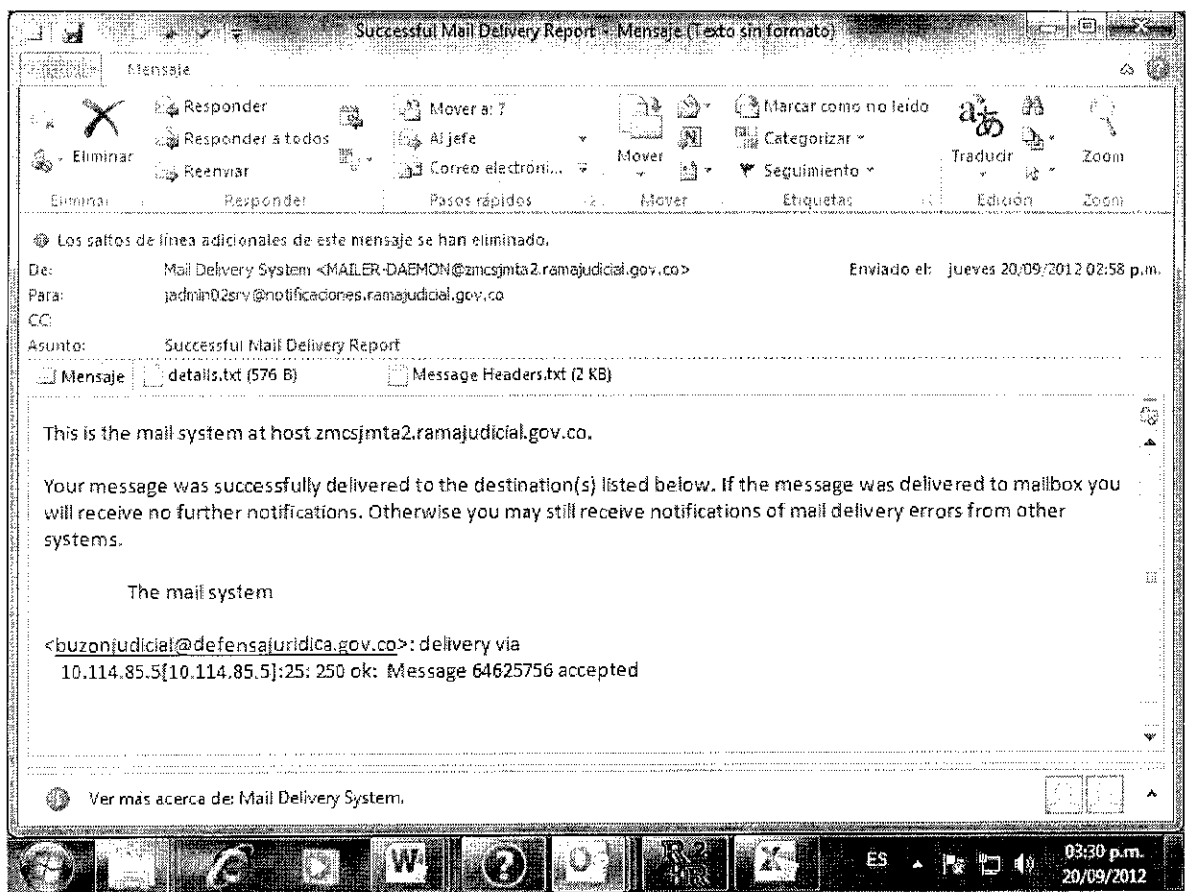 Successful Mail Delivery Report - Mensaje (Texto sin formato)
Mensaje
Responder
Responder a todos
Reenviar
Eliminar
Mover a: ?
Al jefe
Correo electróni...
Mover
Marcar como no leído
Categorizar
Seguimiento
Traducir
Zoom
Eliminar
Responder
Pasos rápidos
Mover
Etiquetas
Edición
Zoom
Los saltos de línea adicionales de este mensaje se han eliminado.
De: Mail Delivery System <MAILER-DAEMON@zmcsjmta2.ramajudicial.gov.co> Enviado el: jueves 20/09/2012 02:58 p.m.
Para: jadmin02srv@notificaciones.ramajudicial.gov.co
CC:
Asunto: Successful Mail Delivery Report
Mensaje details.txt (576 B) Message Headers.txt (2 KB)
This is the mail system at host zmcsjmta2.ramajudicial.gov.co.
Your message was successfully delivered to the destination(s) listed below. If the message was delivered to mailbox you
will receive no further notifications. Otherwise you may still receive notifications of mail delivery errors from other
systems.
The mail system
<buzonjudicial@defensajuridica.gov.co>: delivery via
10.114.85.5[10.114.85.5]:25: 250 ok: Message 64625756 accepted
Ver más acerca de: Mail Delivery System.
ES
03:30 p.m.
20/09/2012